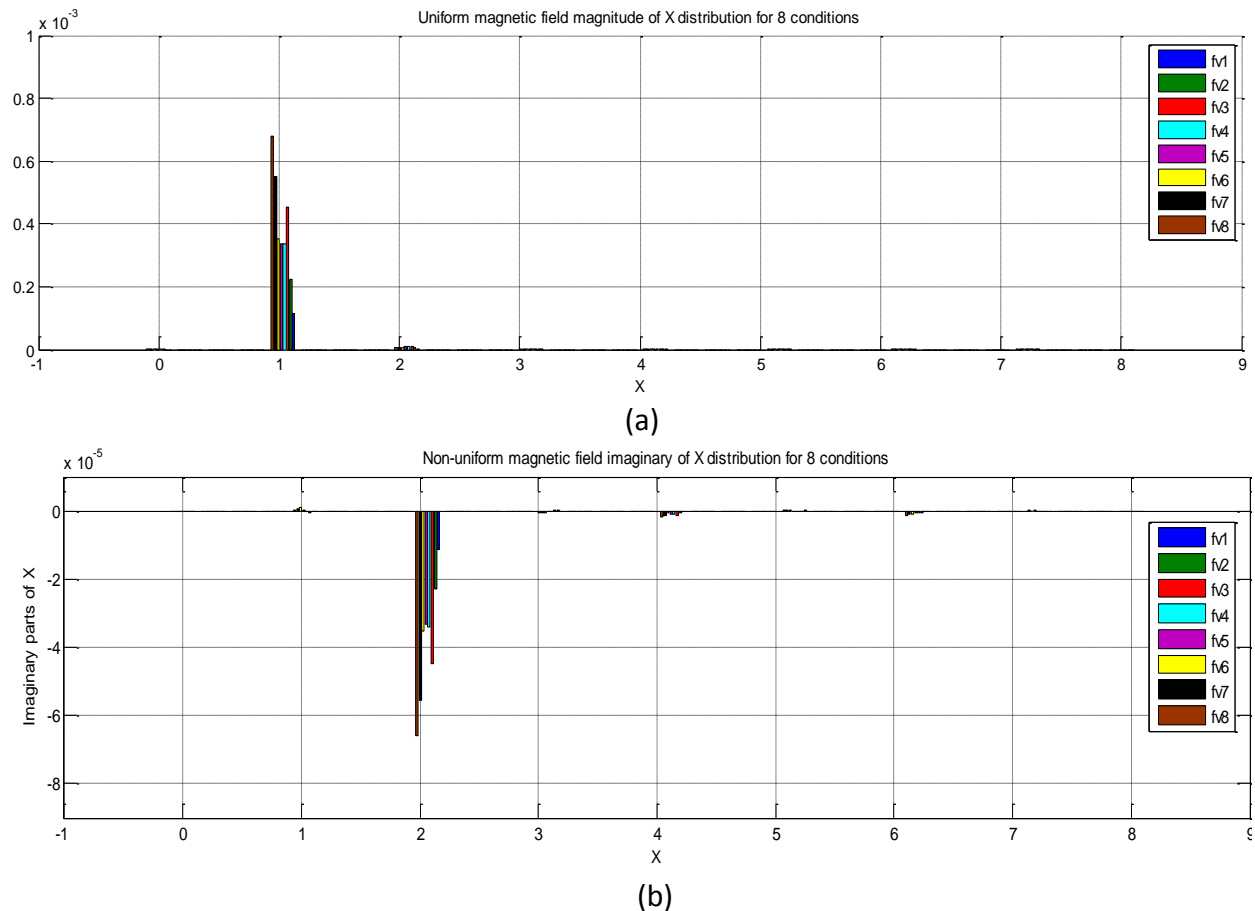 Uniform magnetic field magnitude of X distribution for 8 conditions
x 10^-3
1
0.8
0.6
0.4
0.2
0
-1 0 1 2 3 4 5 6 7 8 9
X
fv1
fv2
fv3
fv4
fv5
fv6
fv7
fv8
(a)
Non-uniform magnetic field imaginary of X distribution for 8 conditions
x 10^-5
0
-2
-4
-6
-8
Imaginary parts of X
-1 0 1 2 3 4 5 6 7 8 9
X
fv1
fv2
fv3
fv4
fv5
fv6
fv7
fv8
(b)